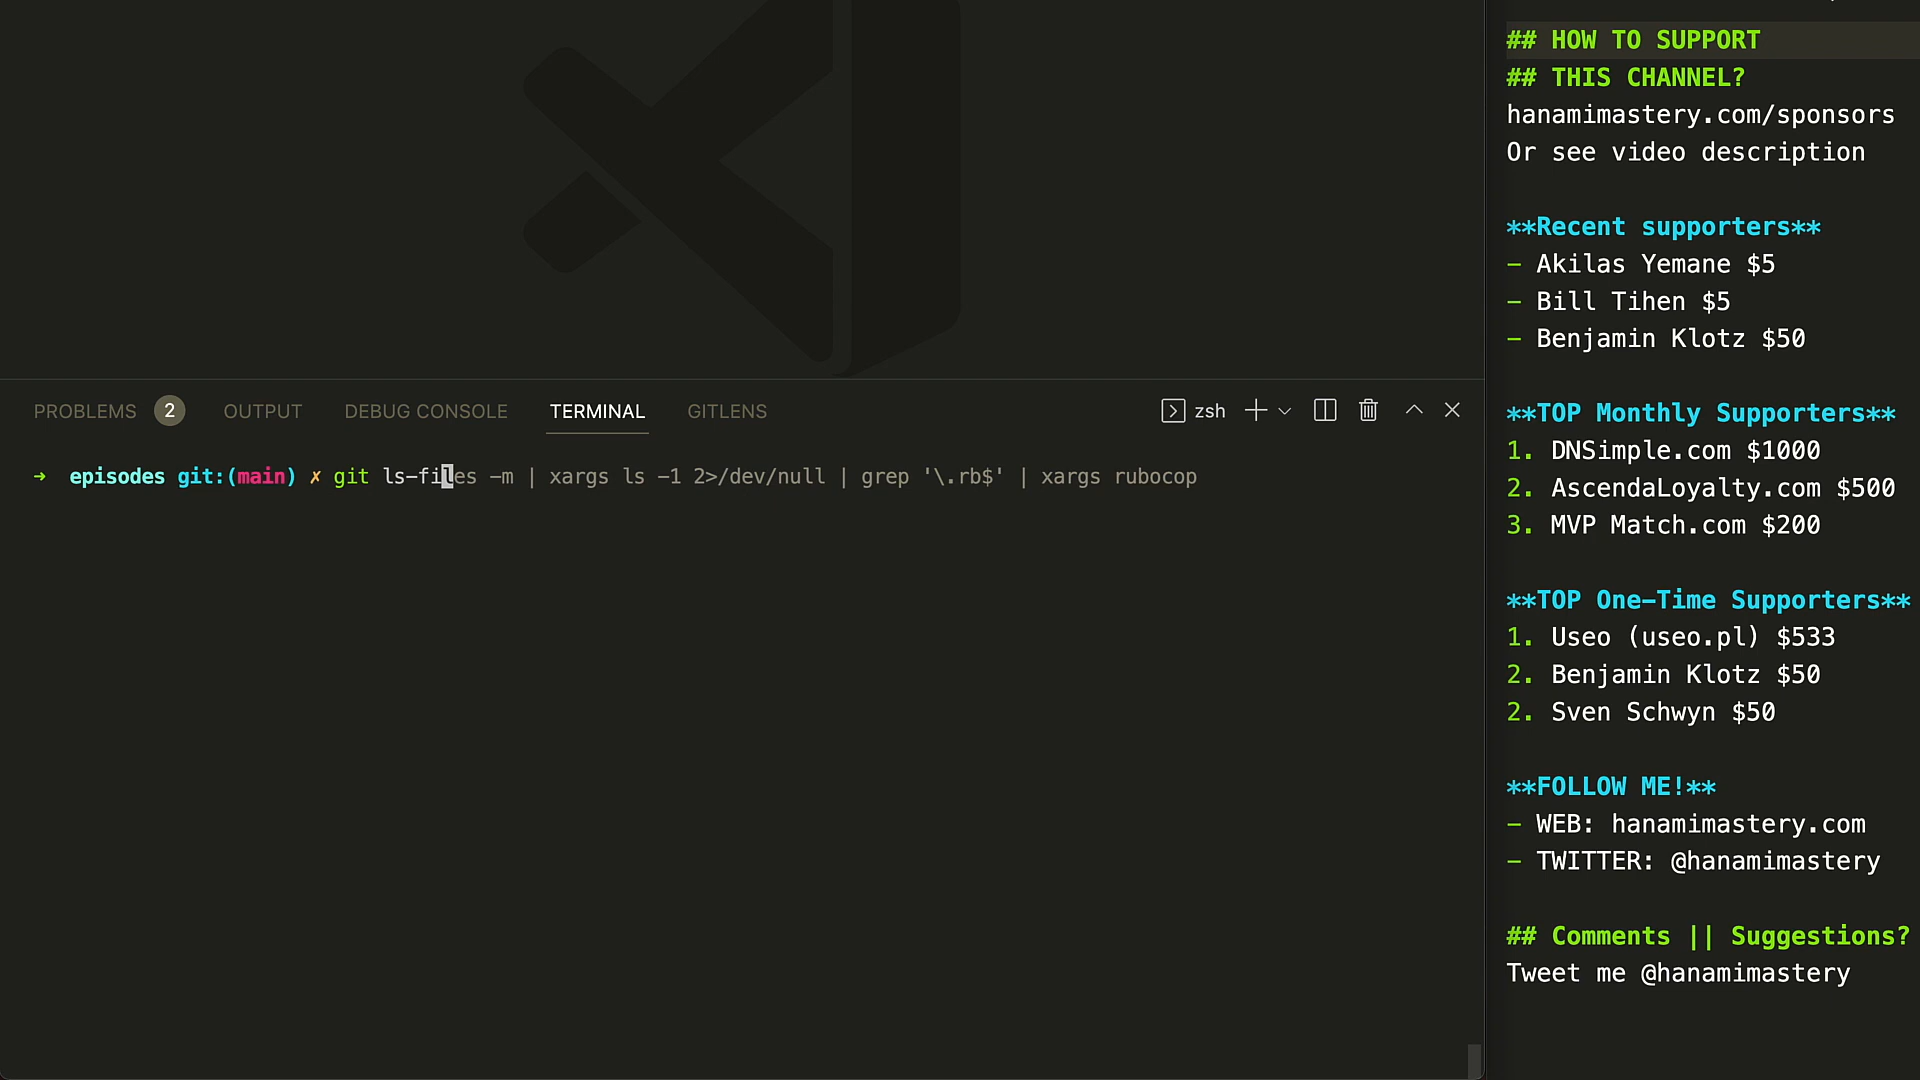 PROBLEMS 2 OUTPUT DEBUG CONSOLE TERMINAL GITLENS zsh
→ episodes git:(main) ✗ git ls-files -m | xargs ls -1 2>/dev/null | grep '\.rb$' | xargs rubocop
## HOW TO SUPPORT
## THIS CHANNEL?
hanamimastery.com/sponsors
Or see video description
**Recent supporters**
- Akilas Yemane $5
- Bill Tihen $5
- Benjamin Klotz $50
**TOP Monthly Supporters**
1. DNSimple.com $1000
2. AscendaLoyalty.com $500
3. MVP Match.com $200
**TOP One-Time Supporters**
1. Useo (useo.pl) $533
2. Benjamin Klotz $50
2. Sven Schwyn $50
**FOLLOW ME!**
- WEB: hanamimastery.com
- TWITTER: @hanamimastery
## Comments || Suggestions?
Tweet me @hanamimastery